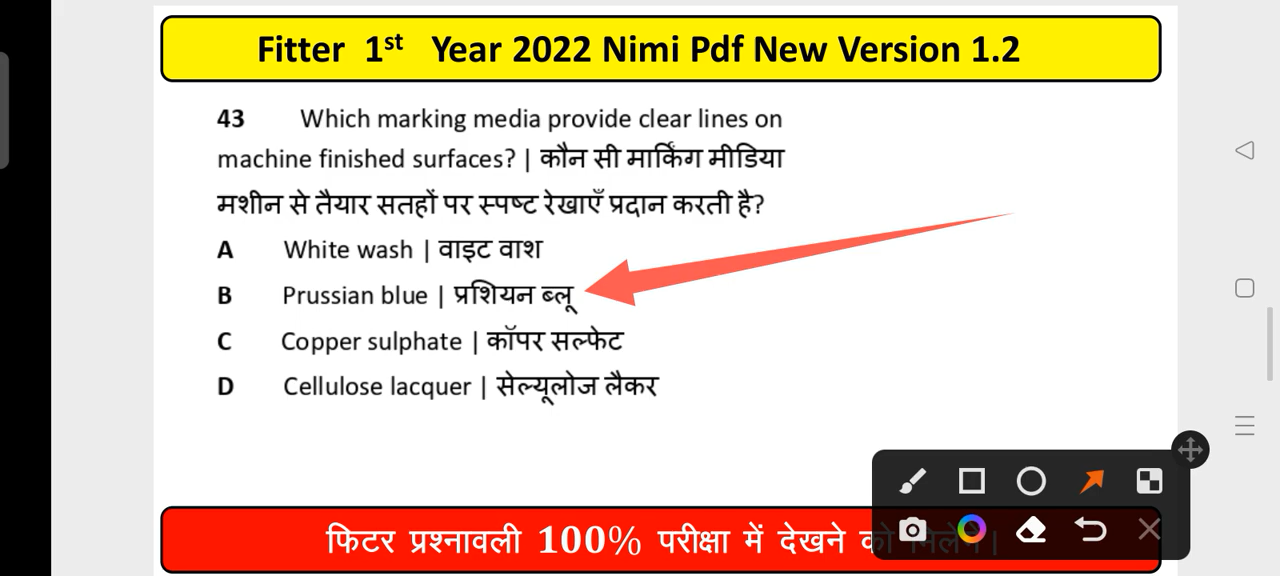 Fitter 1st Year 2022 Nimi Pdf New Version 1.2
43 Which marking media provide clear lines on
machine finished surfaces? | कौन सी मार्किंग मीडिया
मशीन से तैयार सतहों पर स्पष्ट रेखाएँ प्रदान करती है?
A White wash | वाइट वाश
B Prussian blue | प्रशियन ब्लू
C Copper sulphate | कॉपर सल्फेट
D Cellulose lacquer | सेल्यूलोज लैकर
फिटर प्रश्नावली 100% परीक्षा में देखने को मिलेंगे |